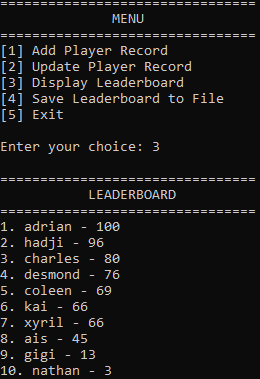 ================================
MENU
================================
[1] Add Player Record
[2] Update Player Record
[3] Display Leaderboard
[4] Save Leaderboard to File
[5] Exit
Enter your choice: 3
================================
LEADERBOARD
================================
1. adrian - 100
2. hadji - 96
3. charles - 80
4. desmond - 76
5. coleen - 69
6. kai - 66
7. xyril - 66
8. ais - 45
9. gigi - 13
10. nathan - 3